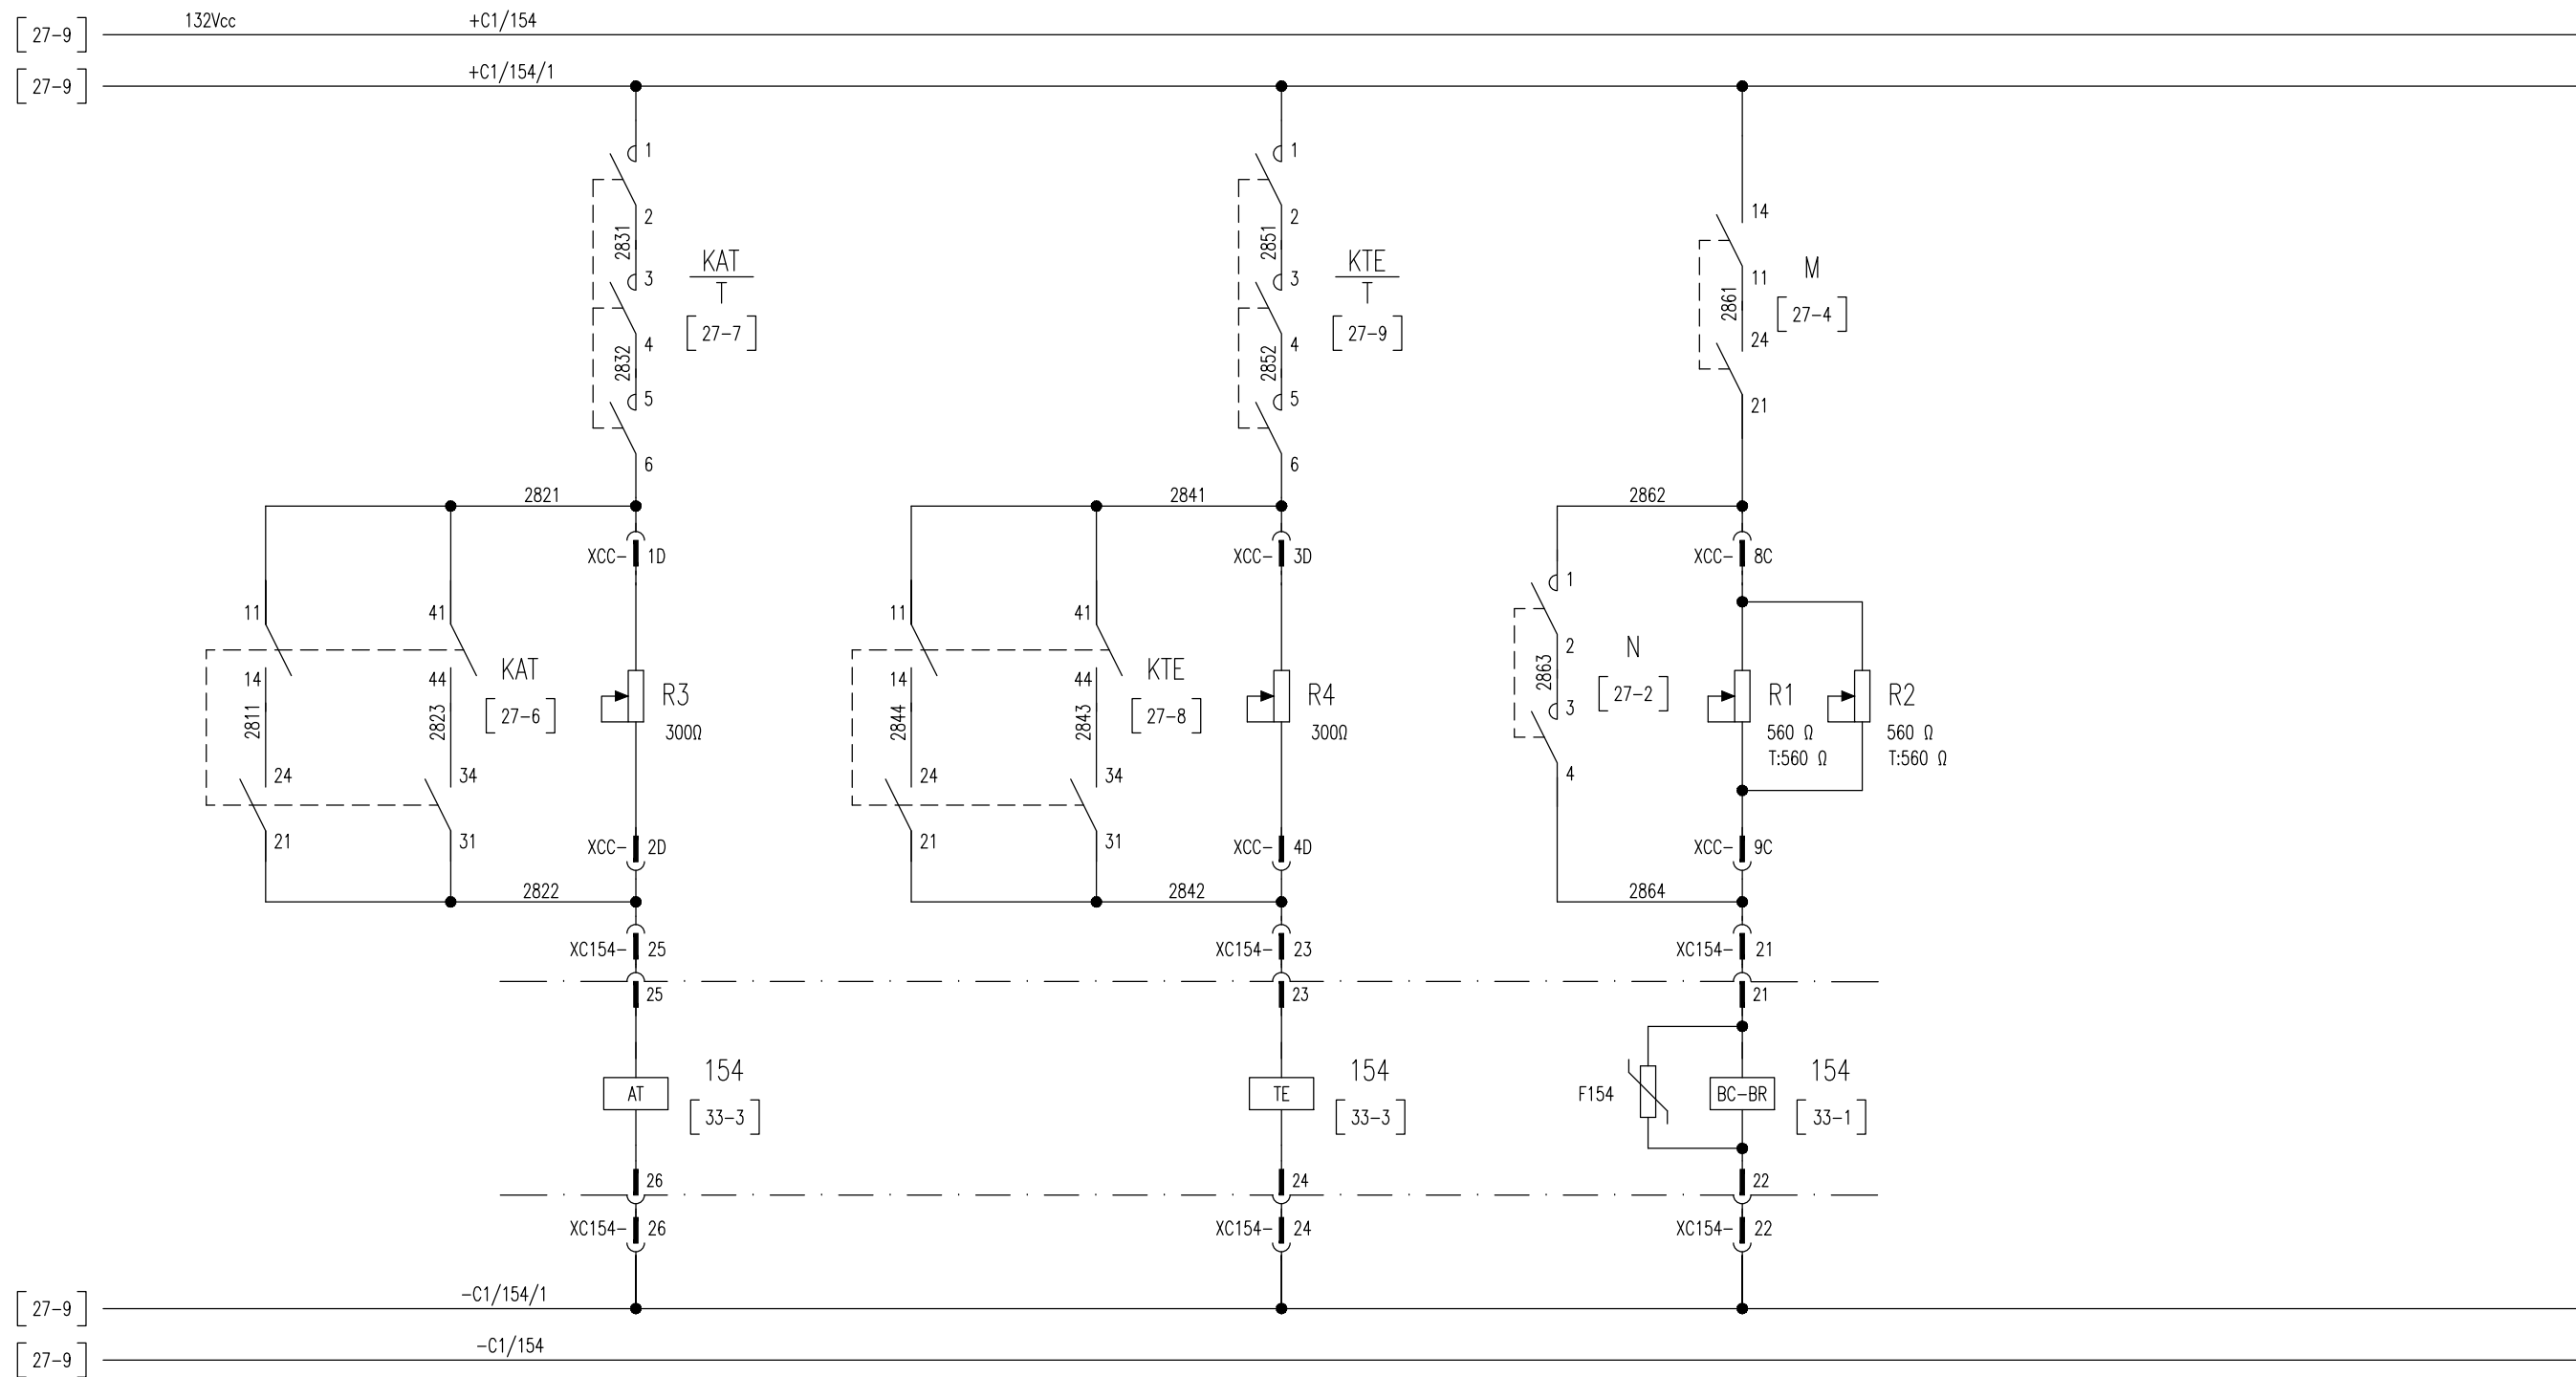 132Vcc
+C1/154
27-9
+C1/154/1
27-9
1
2
2831
3
4
2832
5
6
KAT
T
27-7
1
2
2851
3
4
2852
5
6
KTE
T
27-9
14
11
2861
24
21
M
27-4
2821
XCC- 1D
11
41
14
44
2811
2823
24
34
21
31
KAT
27-6
R3
300Ω
XCC- 2D
2822
2841
XCC- 3D
11
41
14
44
2844
2843
24
34
21
31
KTE
27-8
R4
300Ω
XCC- 4D
2842
2862
XCC- 8C
1
2
2863
3
4
N
27-2
R1
560 Ω
T:560 Ω
R2
560 Ω
T:560 Ω
XCC- 9C
2864
XC154- 25
XC154- 23
XC154- 21
25
23
21
AT
154
33-3
TE
154
33-3
F154
BC-BR
154
33-1
26
24
22
XC154- 26
XC154- 24
XC154- 22
-C1/154/1
27-9
-C1/154
27-9